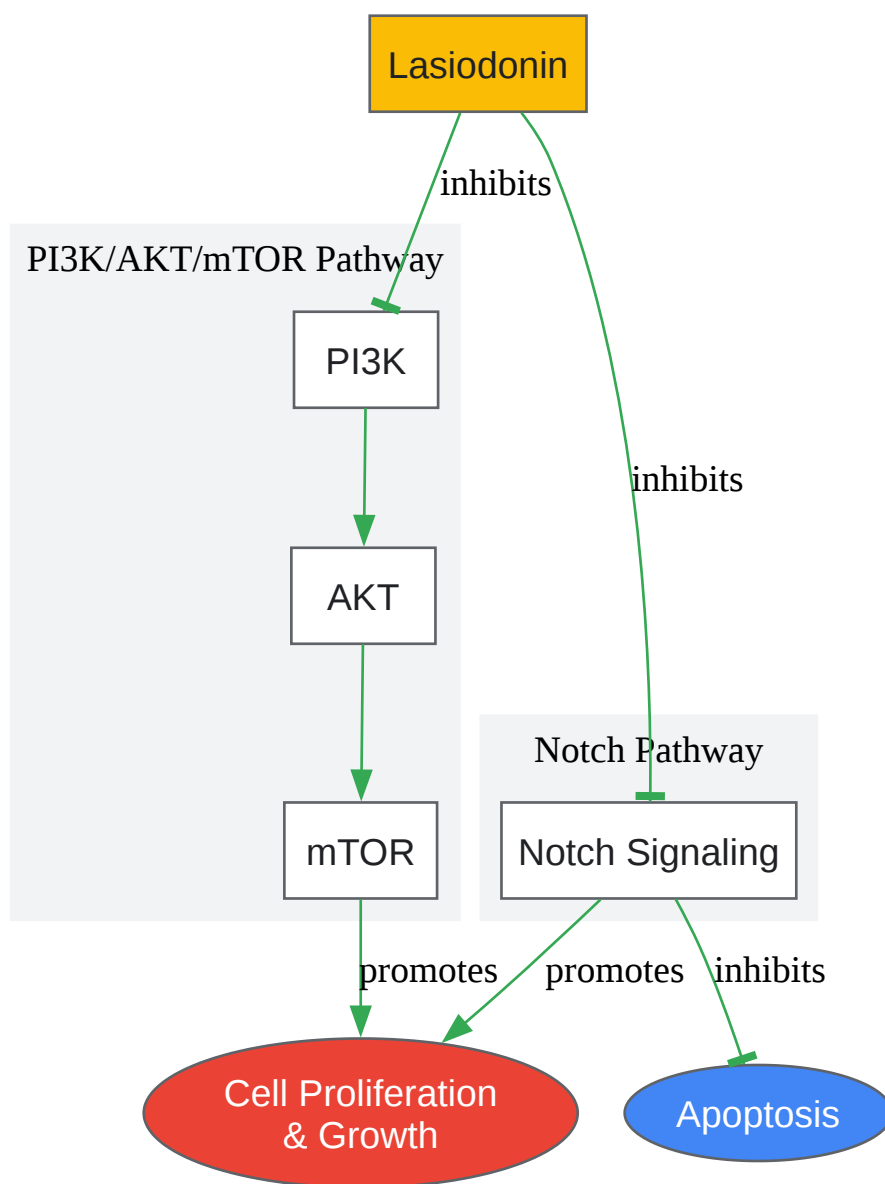 Lasiodonin
inhibits
PI3K/AKT/mTOR Pathway
PI3K
inhibits
AKT
Notch Pathway
mTOR
Notch Signaling
promotes
promotes
inhibits
Cell Proliferation
& Growth
Apoptosis